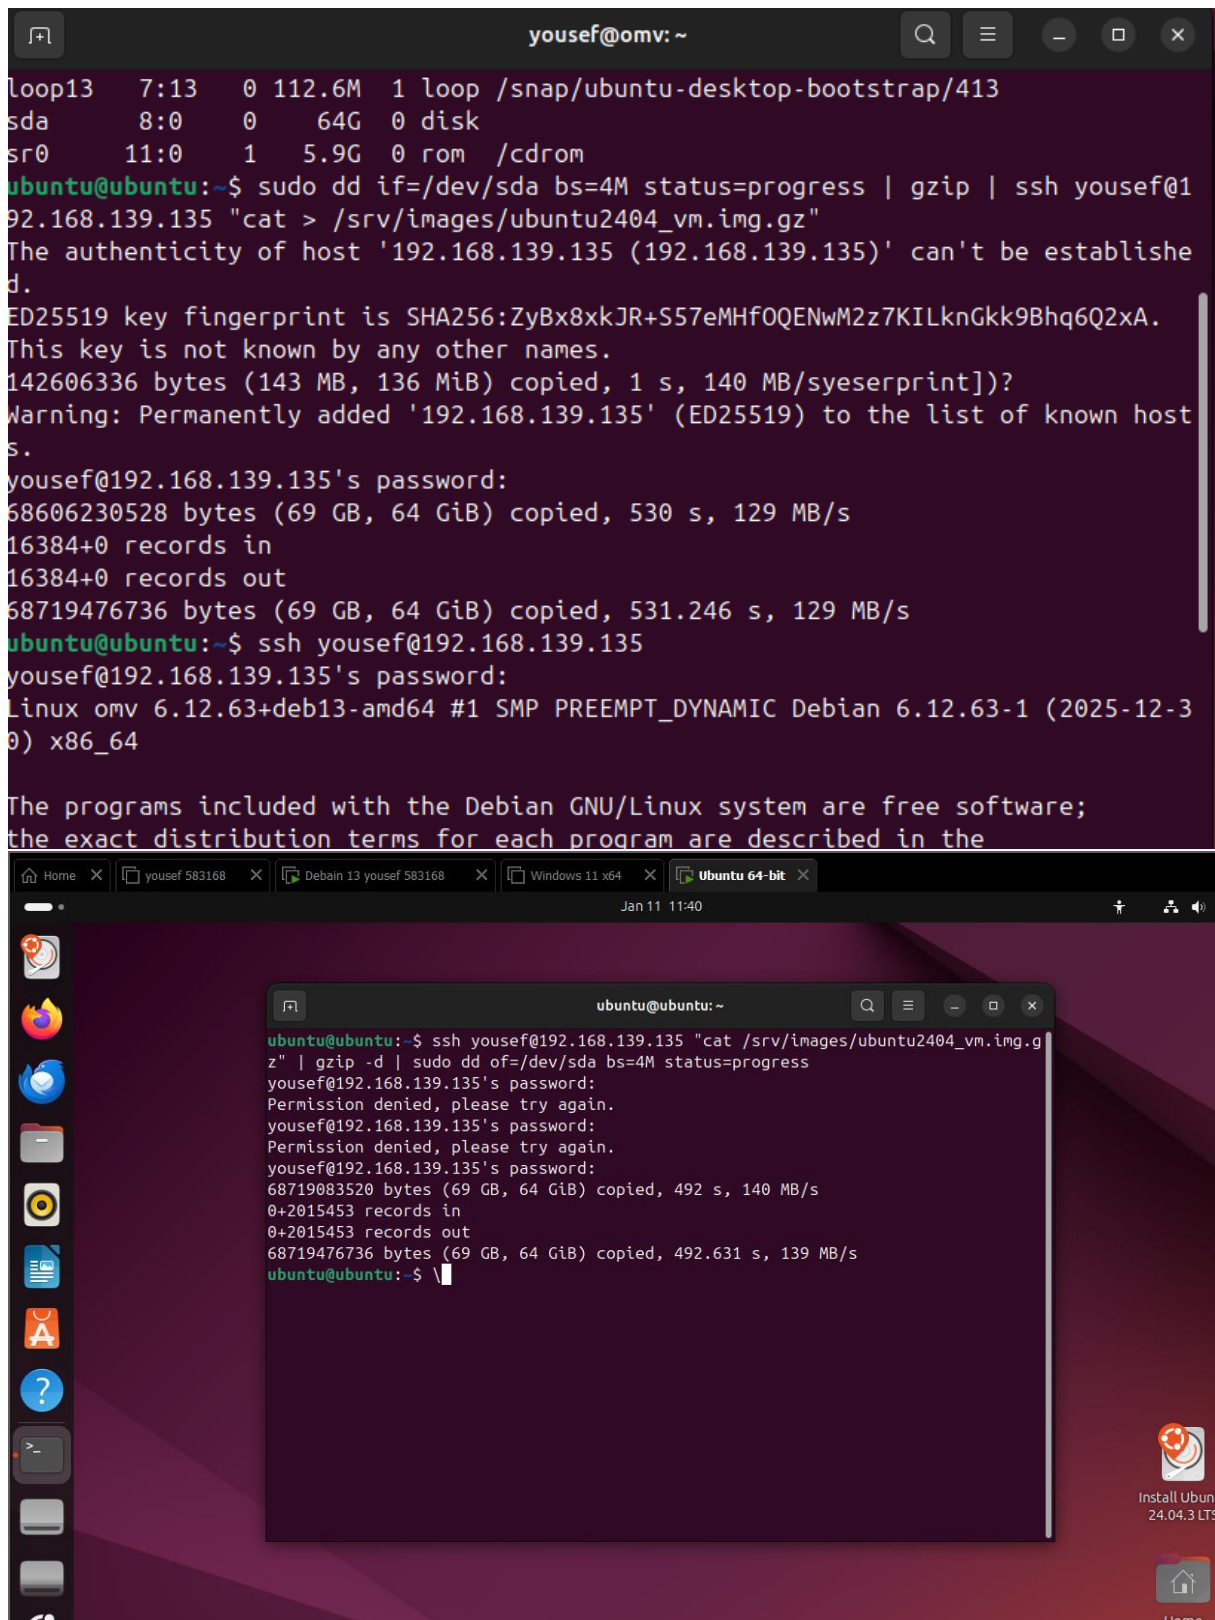 yousef@omv: ~
loop13   7:13   0 112.6M  1 loop /snap/ubuntu-desktop-bootstrap/413
sda      8:0    0    64G  0 disk
sr0     11:0    1   5.9G  0 rom  /cdrom
ubuntu@ubuntu:~$ sudo dd if=/dev/sda bs=4M status=progress | gzip | ssh yousef@1
92.168.139.135 "cat > /srv/images/ubuntu2404_vm.img.gz"
The authenticity of host '192.168.139.135 (192.168.139.135)' can't be establishe
d.
ED25519 key fingerprint is SHA256:ZyBx8xkJR+S57eMHfOQENwM2z7KILknGkk9Bhq6Q2xA.
This key is not known by any other names.
142606336 bytes (143 MB, 136 MiB) copied, 1 s, 140 MB/syeserprint])?
Warning: Permanently added '192.168.139.135' (ED25519) to the list of known host
s.
yousef@192.168.139.135's password:
68606230528 bytes (69 GB, 64 GiB) copied, 530 s, 129 MB/s
16384+0 records in
16384+0 records out
68719476736 bytes (69 GB, 64 GiB) copied, 531.246 s, 129 MB/s
ubuntu@ubuntu:~$ ssh yousef@192.168.139.135
yousef@192.168.139.135's password:
Linux omv 6.12.63+deb13-amd64 #1 SMP PREEMPT_DYNAMIC Debian 6.12.63-1 (2025-12-3
0) x86_64
The programs included with the Debian GNU/Linux system are free software;
the exact distribution terms for each program are described in the
Home yousef 583168 Debain 13 yousef 583168 Windows 11 x64 Ubuntu 64-bit
Jan 11 11:40
ubuntu@ubuntu: ~
ubuntu@ubuntu:~$ ssh yousef@192.168.139.135 "cat /srv/images/ubuntu2404_vm.img.g
z" | gzip -d | sudo dd of=/dev/sda bs=4M status=progress
yousef@192.168.139.135's password:
Permission denied, please try again.
yousef@192.168.139.135's password:
Permission denied, please try again.
yousef@192.168.139.135's password:
68719083520 bytes (69 GB, 64 GiB) copied, 492 s, 140 MB/s
0+2015453 records in
0+2015453 records out
68719476736 bytes (69 GB, 64 GiB) copied, 492.631 s, 139 MB/s
ubuntu@ubuntu:~$ \
Install Ubun
24.04.3 LTS